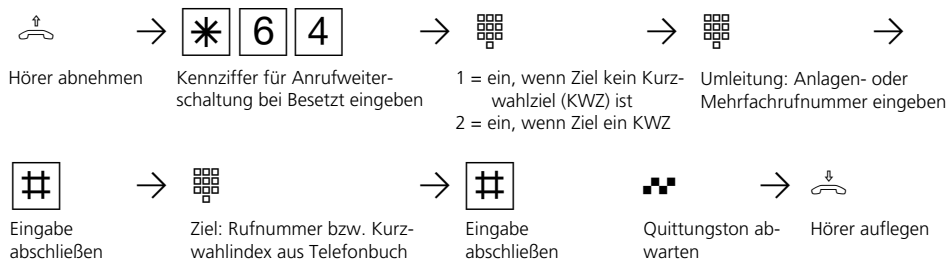 * 6 4
Hörer abnehmen
Kennziffer für Anrufweiter-
schaltung bei Besetzt eingeben
1 = ein, wenn Ziel kein Kurz-
wahlziel (KWZ) ist
2 = ein, wenn Ziel ein KWZ
Umleitung: Anlagen- oder
Mehrfachrufnummer eingeben
#
Eingabe
abschließen
Ziel: Rufnummer bzw. Kurz-
wahlindex aus Telefonbuch
#
Eingabe
abschließen
Quittungston ab-
warten
Hörer auflegen